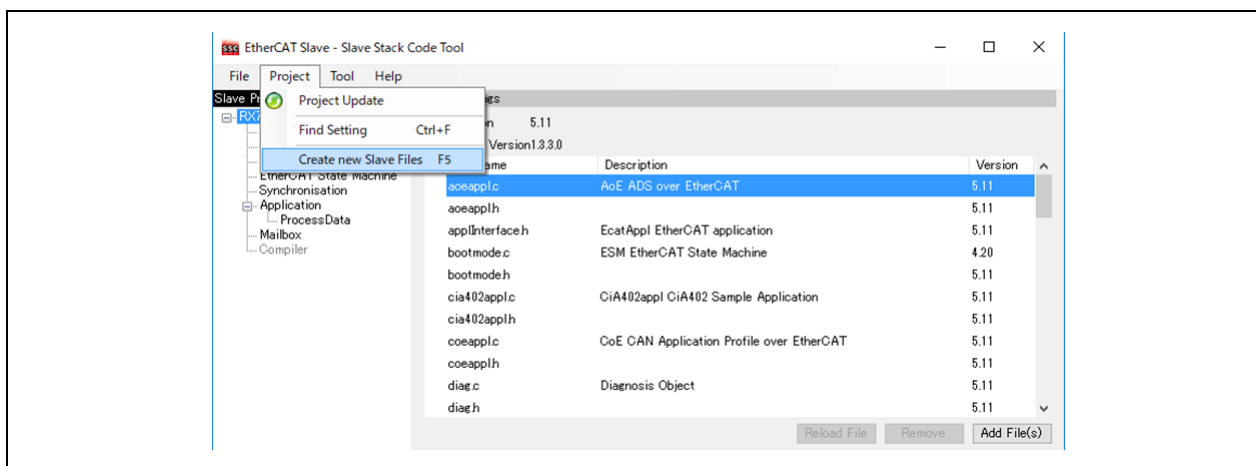 SSC EtherCAT Slave - Slave Stack Code Tool
File Project Tool Help
Slave P
Project Update
Find Setting Ctrl+F
Create new Slave Files F5
RX7
EtherCAT State Machine
Synchronisation
Application
ProcessData
Mailbox
Compiler
gs
n 5.11
Version1.3.3.0
ame Description Version
aoeappl.c AoE ADS over EtherCAT 5.11
aoeappl.h 5.11
applInterface.h EcatAppl EtherCAT application 5.11
bootmode.c ESM EtherCAT State Machine 4.20
bootmode.h 5.11
cia402appl.c CiA402appl CiA402 Sample Application 5.11
cia402appl.h 5.11
coeappl.c CoE CAN Application Profile over EtherCAT 5.11
coeappl.h 5.11
diag.c Diagnosis Object 5.11
diag.h 5.11
Reload File Remove Add File(s)